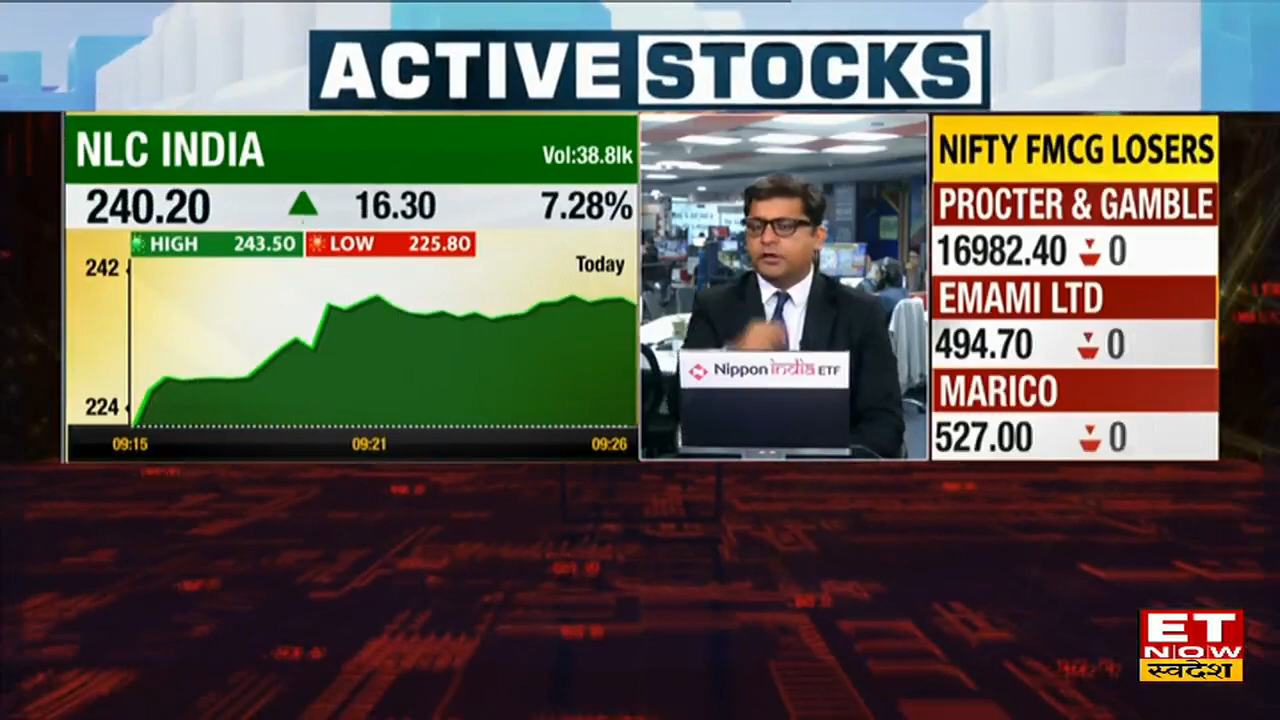 ACTIVE STOCKS
NLC INDIA
Vol:38.8lk
240.20 16.30 7.28%
HIGH 243.50 LOW 225.80
Today
242
224
09:15 09:21 09:26
Nippon india ETF
NIFTY FMCG LOSERS
PROCTER & GAMBLE
16982.40 0
EMAMI LTD
494.70 0
MARICO
527.00 0
ET
NOW
स्वदेश